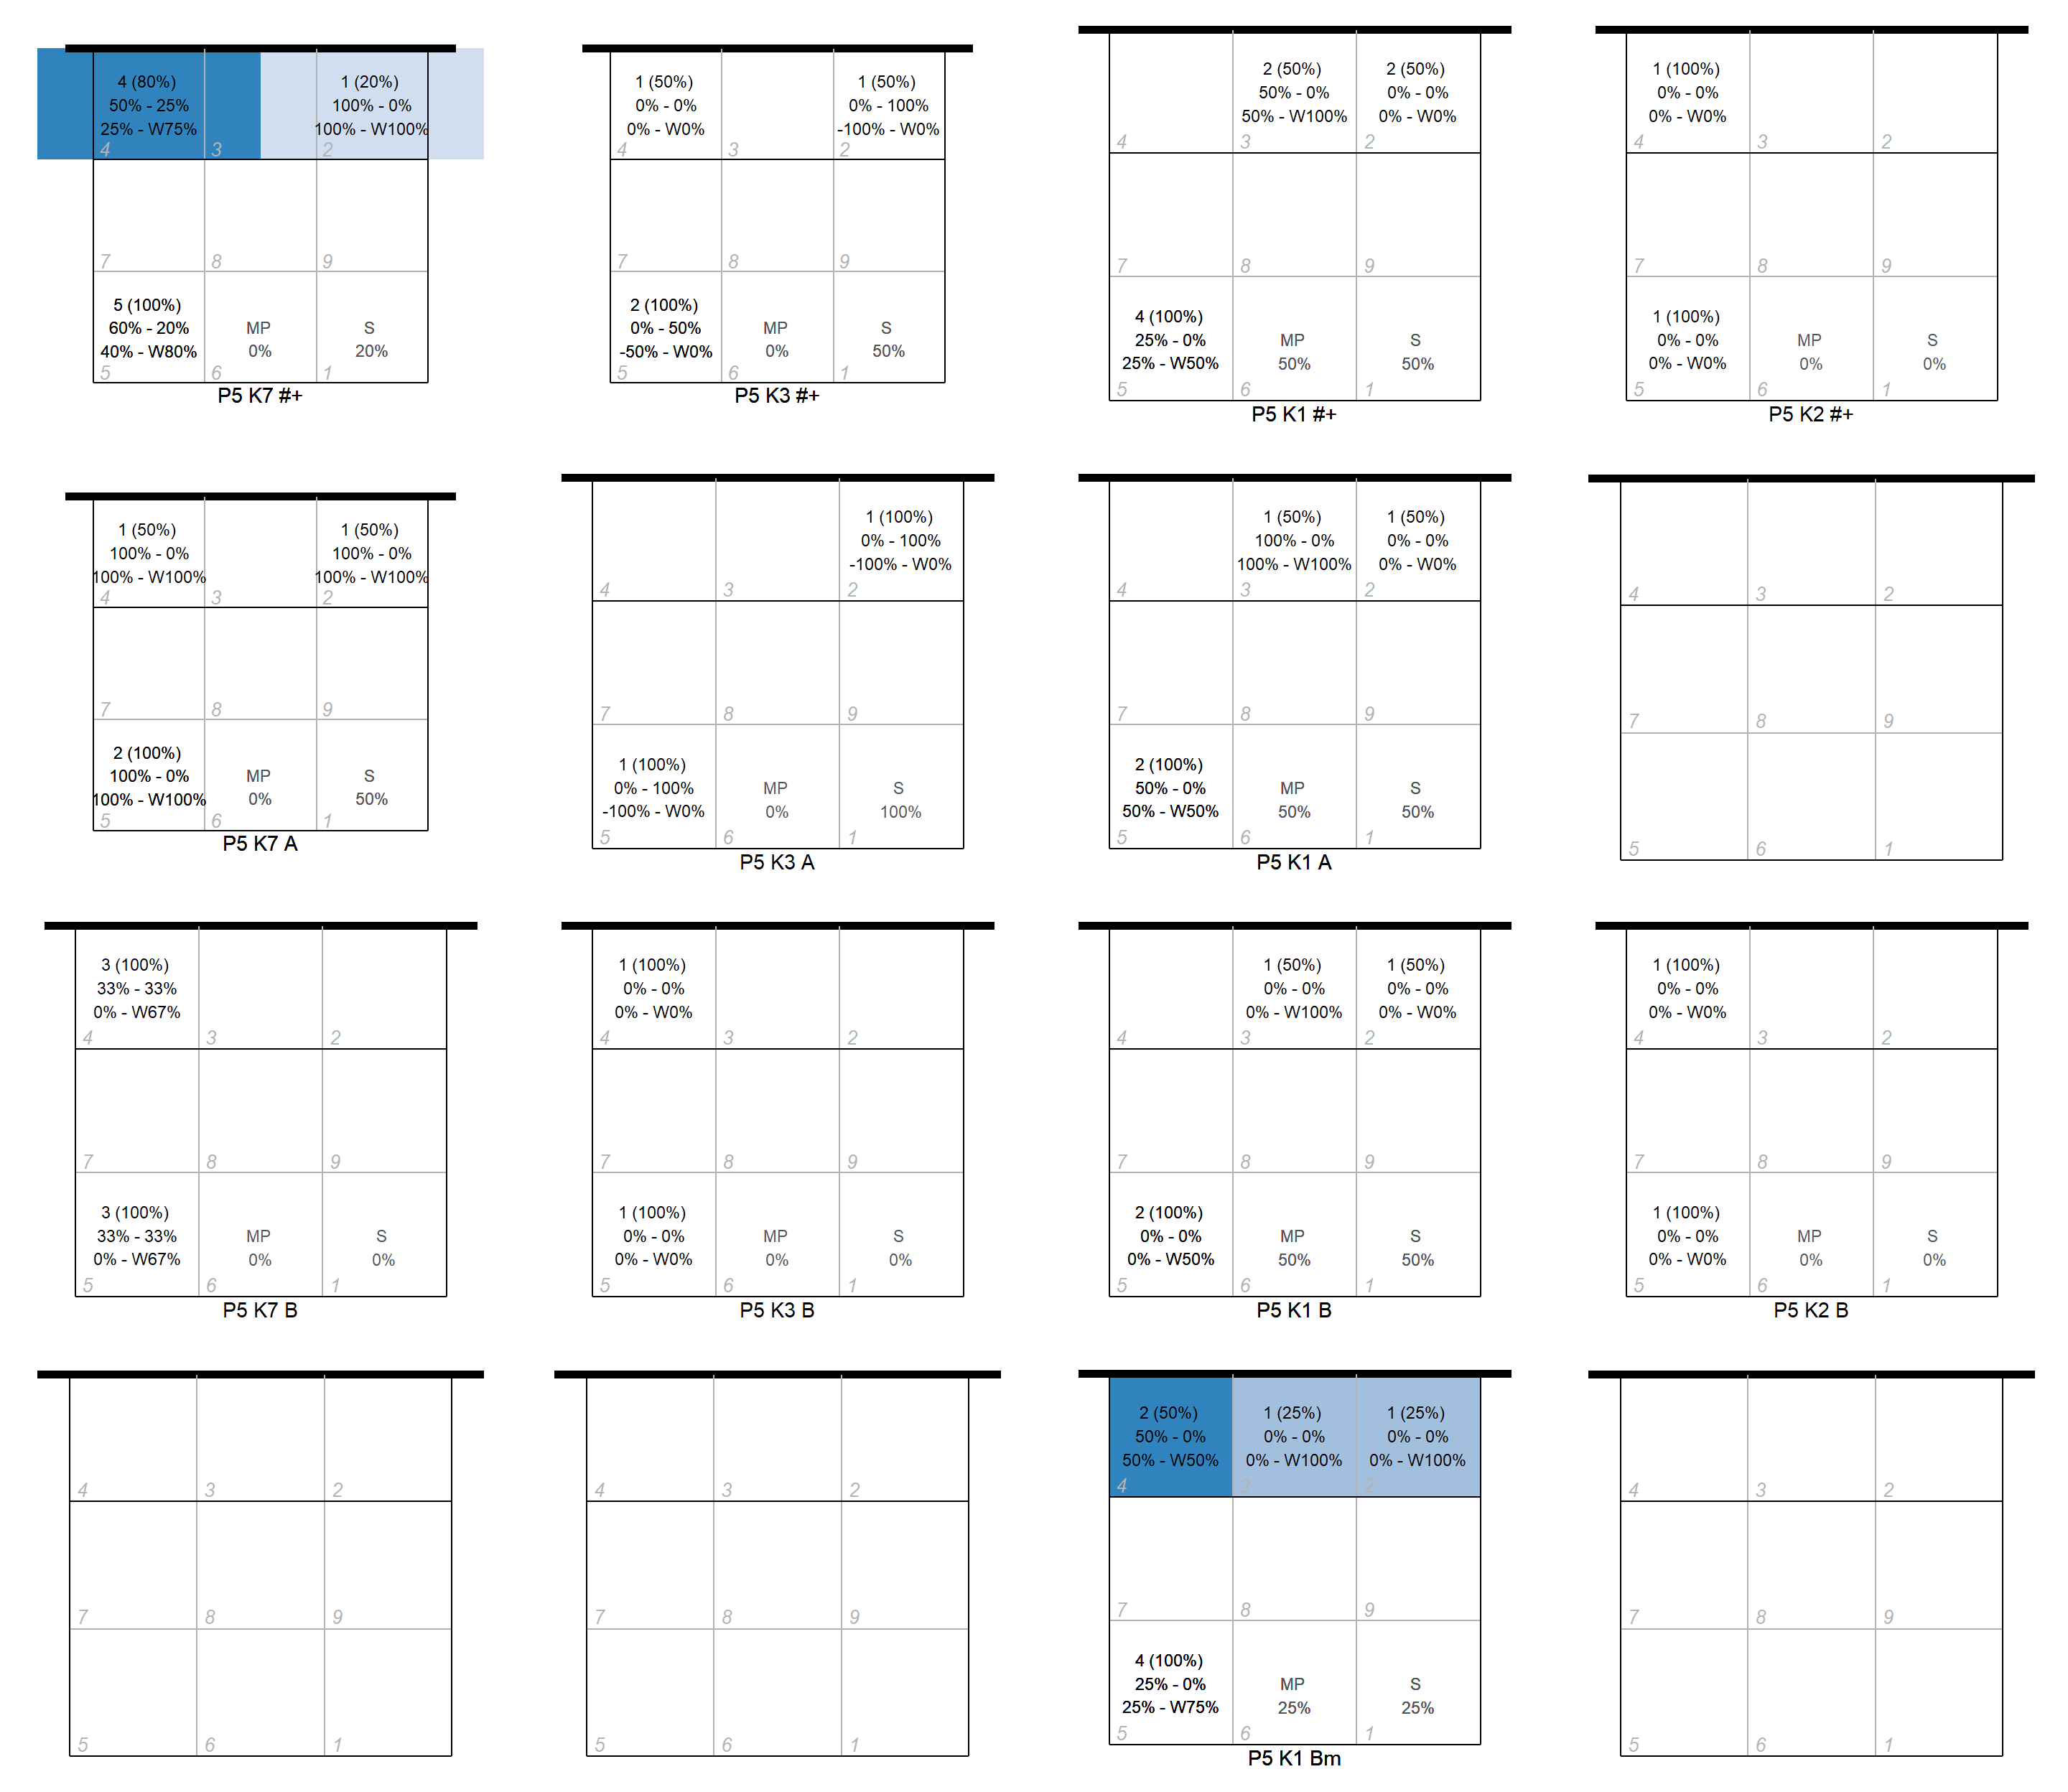 4 (80%)
50% - 25%
25% - W75%
4
3
1 (20%)
100% - 0%
100% - W100%
2
7
8
9
5 (100%)
60% - 20%
40% - W80%
5
MP
0%
6
S
20%
1
P5 K7 #+
1 (50%)
0% - 0%
0% - W0%
4
3
1 (50%)
0% - 100%
-100% - W0%
2
7
8
9
2 (100%)
0% - 50%
-50% - W0%
5
MP
0%
6
S
50%
1
P5 K3 #+
4
2 (50%)
50% - 0%
50% - W100%
3
2 (50%)
0% - 0%
0% - W0%
2
7
8
9
4 (100%)
25% - 0%
25% - W50%
5
MP
50%
6
S
50%
1
P5 K1 #+
1 (100%)
0% - 0%
0% - W0%
4
3
2
7
8
9
1 (100%)
0% - 0%
0% - W0%
5
MP
0%
6
S
0%
1
P5 K2 #+
1 (50%)
100% - 0%
100% - W100%
4
3
1 (50%)
100% - 0%
100% - W100%
2
7
8
9
2 (100%)
100% - 0%
100% - W100%
5
MP
0%
6
S
50%
1
P5 K7 A
4
3
1 (100%)
0% - 100%
-100% - W0%
2
7
8
9
1 (100%)
0% - 100%
-100% - W0%
5
MP
0%
6
S
100%
1
P5 K3 A
4
1 (50%)
100% - 0%
100% - W100%
3
1 (50%)
0% - 0%
0% - W0%
2
7
8
9
2 (100%)
50% - 0%
50% - W50%
5
MP
50%
6
S
50%
1
P5 K1 A
4
3
2
7
8
9
5
6
1
3 (100%)
33% - 33%
0% - W67%
4
3
2
7
8
9
3 (100%)
33% - 33%
0% - W67%
5
MP
0%
6
S
0%
1
P5 K7 B
1 (100%)
0% - 0%
0% - W0%
4
3
2
7
8
9
1 (100%)
0% - 0%
0% - W0%
5
MP
0%
6
S
0%
1
P5 K3 B
4
1 (50%)
0% - 0%
0% - W100%
3
1 (50%)
0% - 0%
0% - W0%
2
7
8
9
2 (100%)
0% - 0%
0% - W50%
5
MP
50%
6
S
50%
1
P5 K1 B
1 (100%)
0% - 0%
0% - W0%
4
3
2
7
8
9
1 (100%)
0% - 0%
0% - W0%
5
MP
0%
6
S
0%
1
P5 K2 B
4
3
2
7
8
9
5
6
1
4
3
2
7
8
9
5
6
1
2 (50%)
50% - 0%
50% - W50%
4
1 (25%)
0% - 0%
0% - W100%
3
1 (25%)
0% - 0%
0% - W100%
2
7
8
9
4 (100%)
25% - 0%
25% - W75%
5
MP
25%
6
S
25%
1
P5 K1 Bm
4
3
2
7
8
9
5
6
1